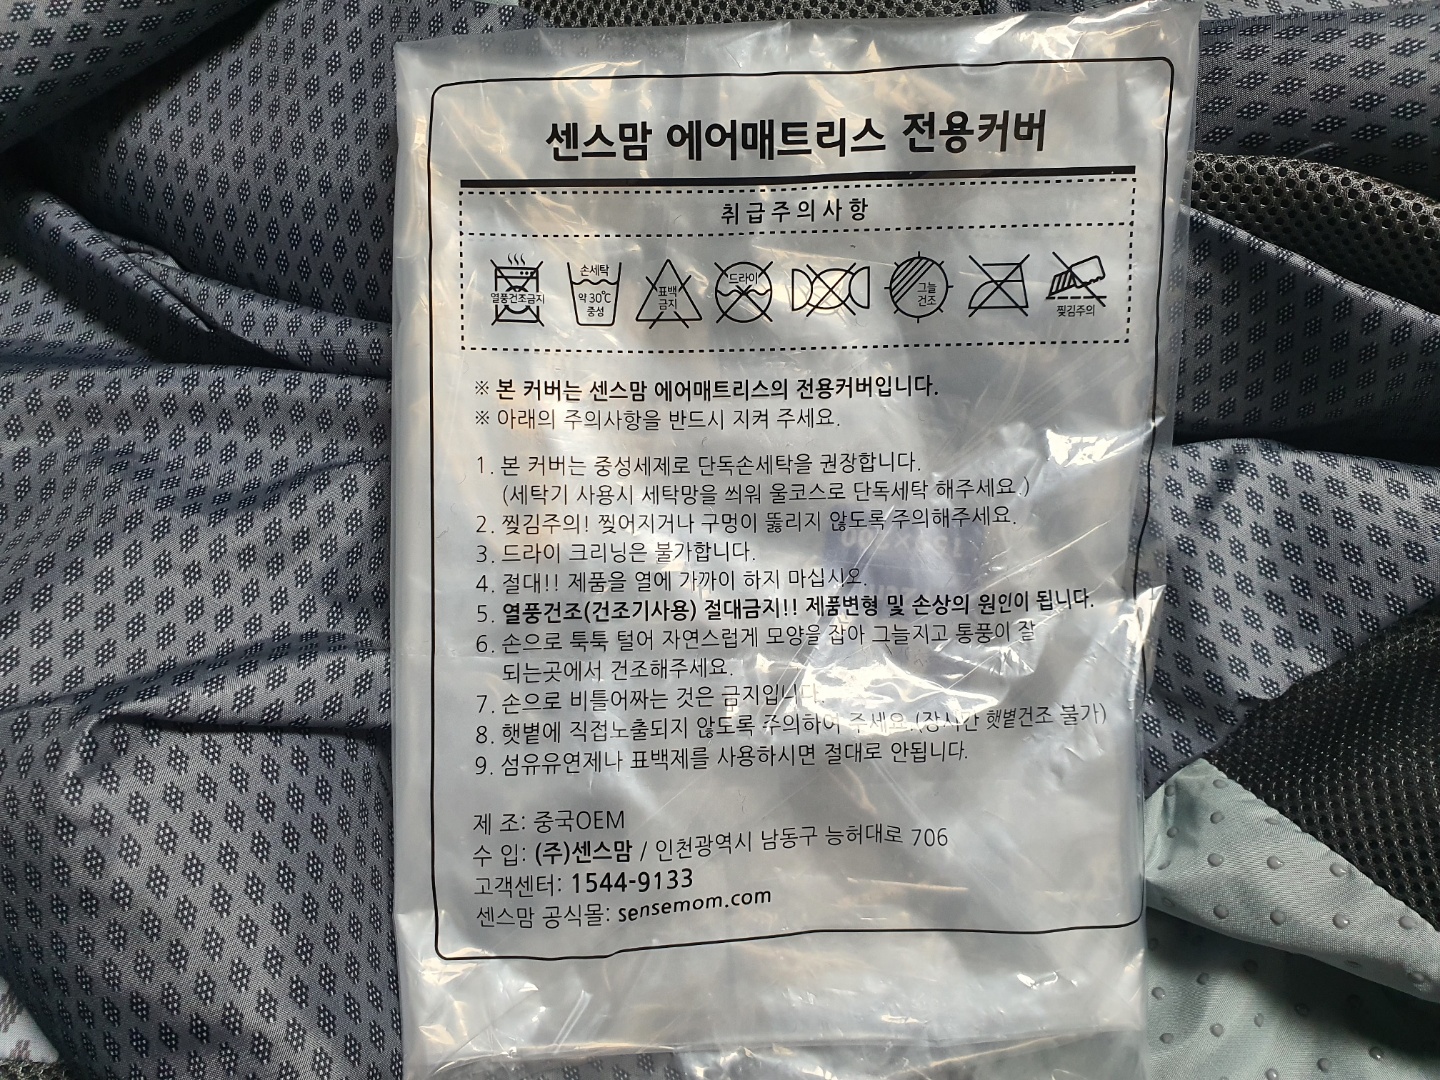 센스맘 에어매트리스 전용커버
취급주의사항
열풍건조금지
손세탁
약 30℃
중성
표백
금지
드라이
그늘
건조
찢김주의
※ 본 커버는 센스맘 에어매트리스의 전용커버입니다.
※ 아래의 주의사항을 반드시 지켜 주세요.
1. 본 커버는 중성세제로 단독손세탁을 권장합니다.
(세탁기 사용시 세탁망을 씌워 울코스로 단독세탁 해주세요.)
2. 찢김주의! 찢어지거나 구멍이 뚫리지 않도록 주의해주세요.
3. 드라이 크리닝은 불가합니다.
4. 절대!! 제품을 열에 가까이 하지 마십시오.
5. 열풍건조(건조기사용) 절대금지!! 제품변형 및 손상의 원인이 됩니다.
6. 손으로 툭툭 털어 자연스럽게 모양을 잡아 그늘지고 통풍이 잘
되는곳에서 건조해주세요.
7. 손으로 비틀어짜는 것은 금지입니다.
8. 햇볕에 직접노출되지 않도록 주의하여 주세요.(장시간 햇볕건조 불가)
9. 섬유유연제나 표백제를 사용하시면 절대로 안됩니다.
제 조: 중국OEM
수 입: (주)센스맘 / 인천광역시 남동구 능허대로 706
고객센터: 1544-9133
센스맘 공식몰: sensemom.com